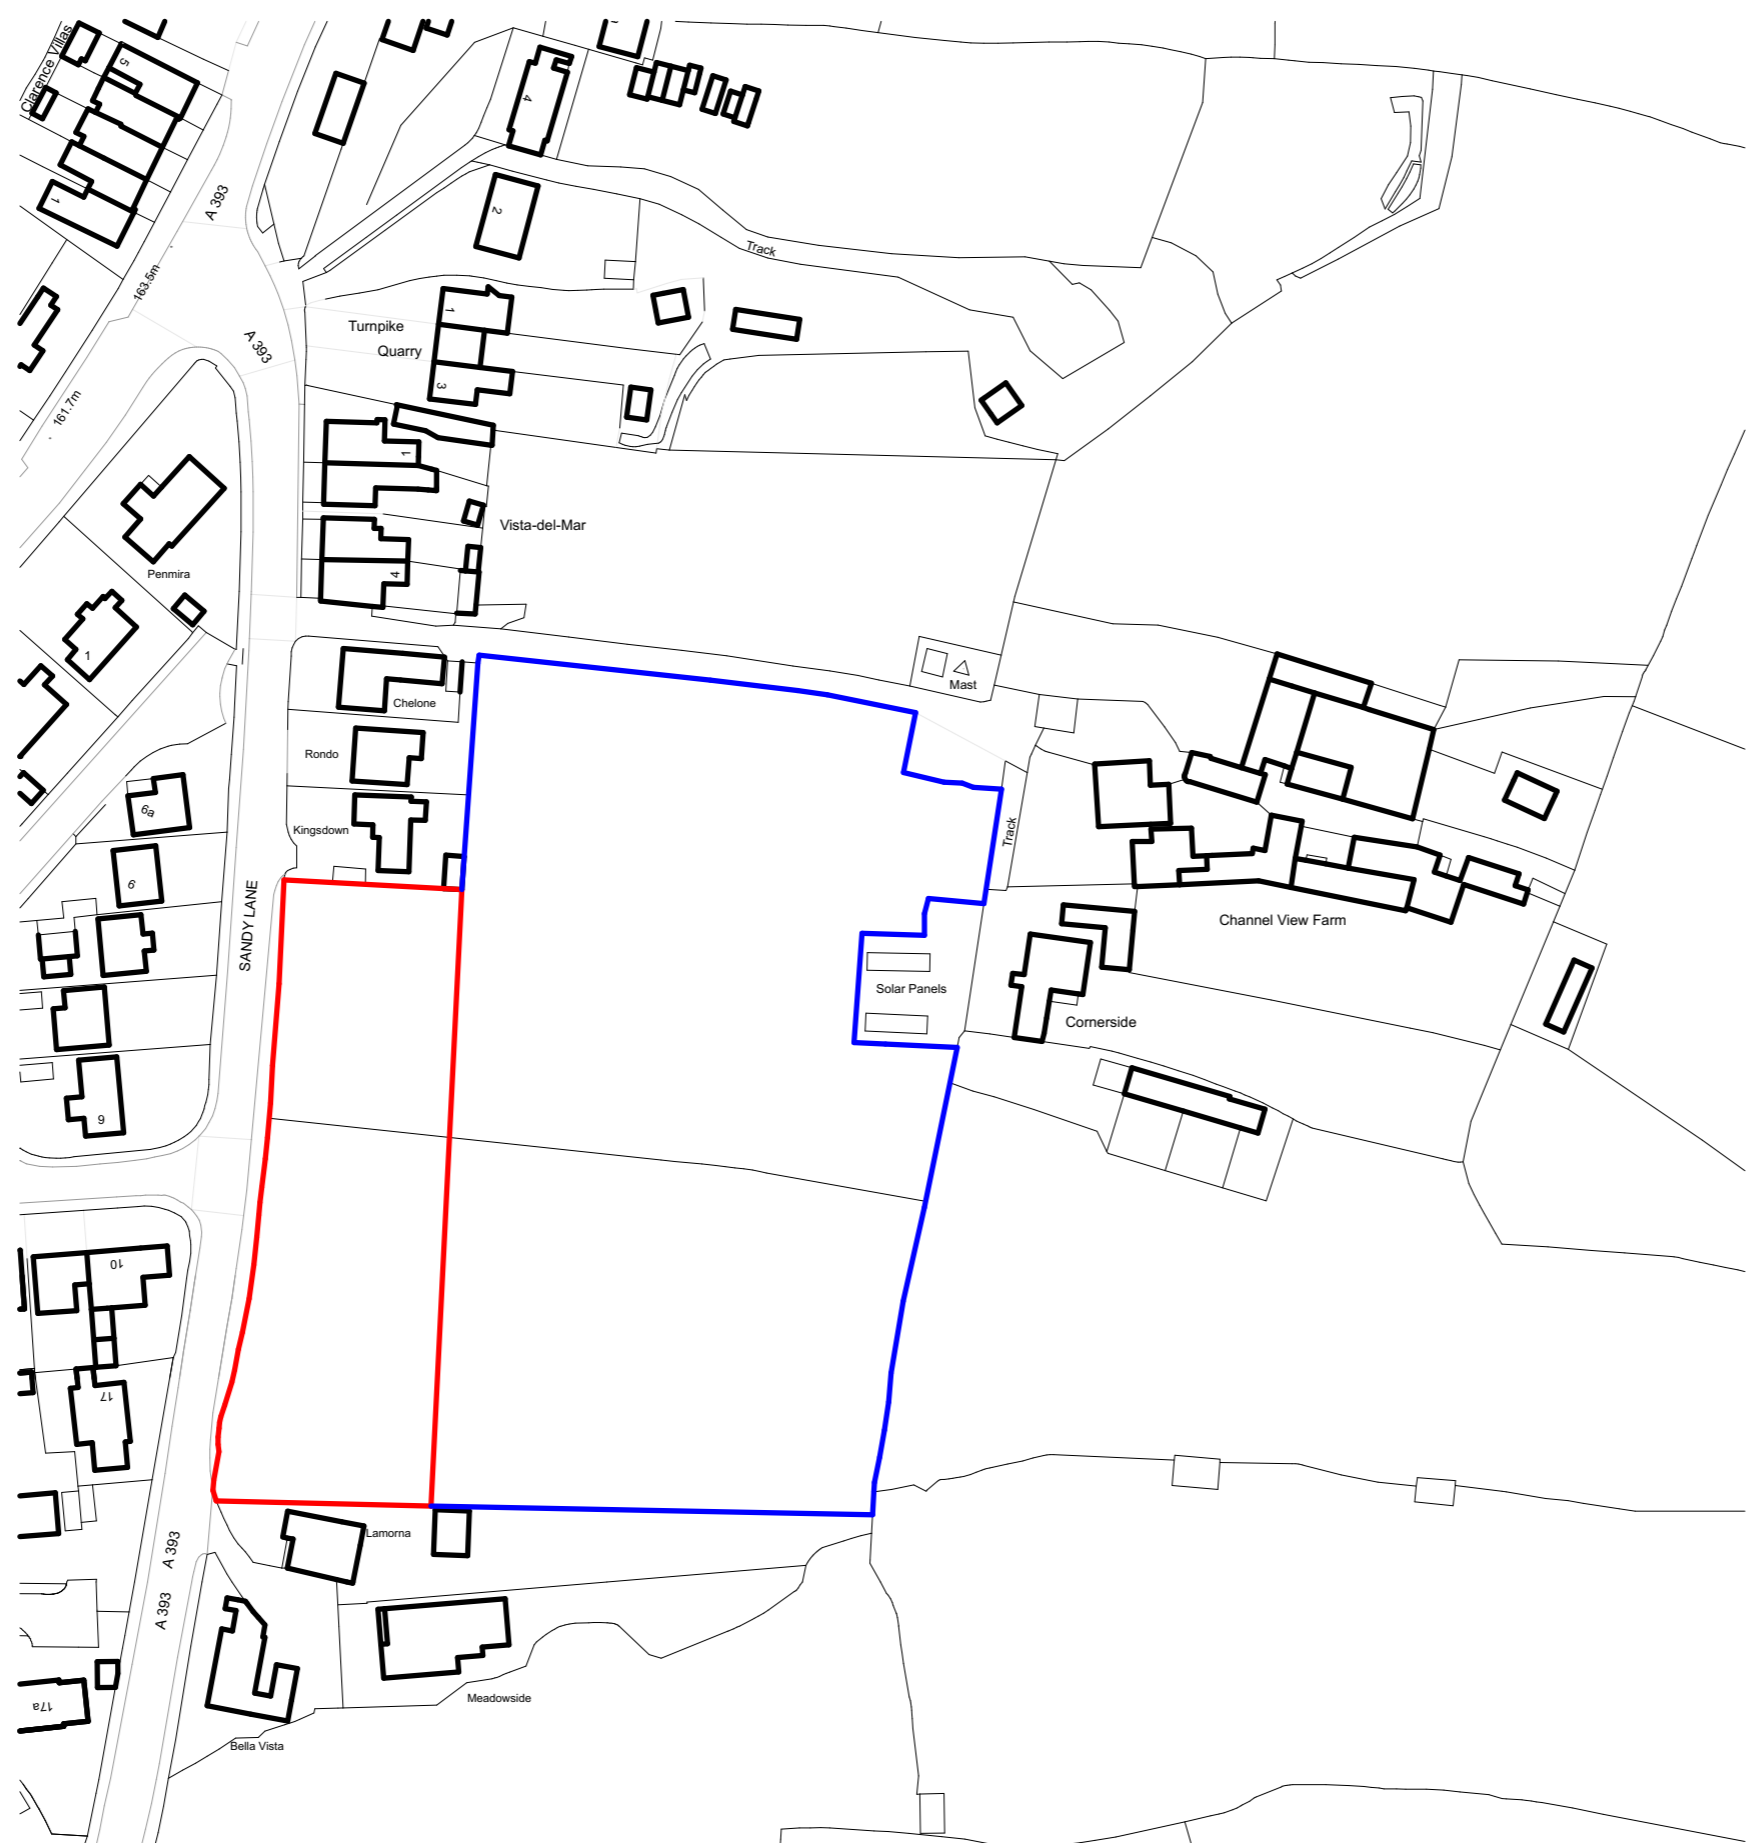 Clarence Villas
5
1
4
2
A 393
163.5m
Track
Turnpike
Quarry
1
3
A 393
161.7m
1
Vista-del-Mar
4
Penmira
1
Mast
Chelone
Rondo
Kingsdown
6a
Track
6
SANDY LANE
Channel View Farm
Solar Panels
Cornerside
9
10
17
Lamorna
A 393
A 393
17a
Meadowside
Bella Vista